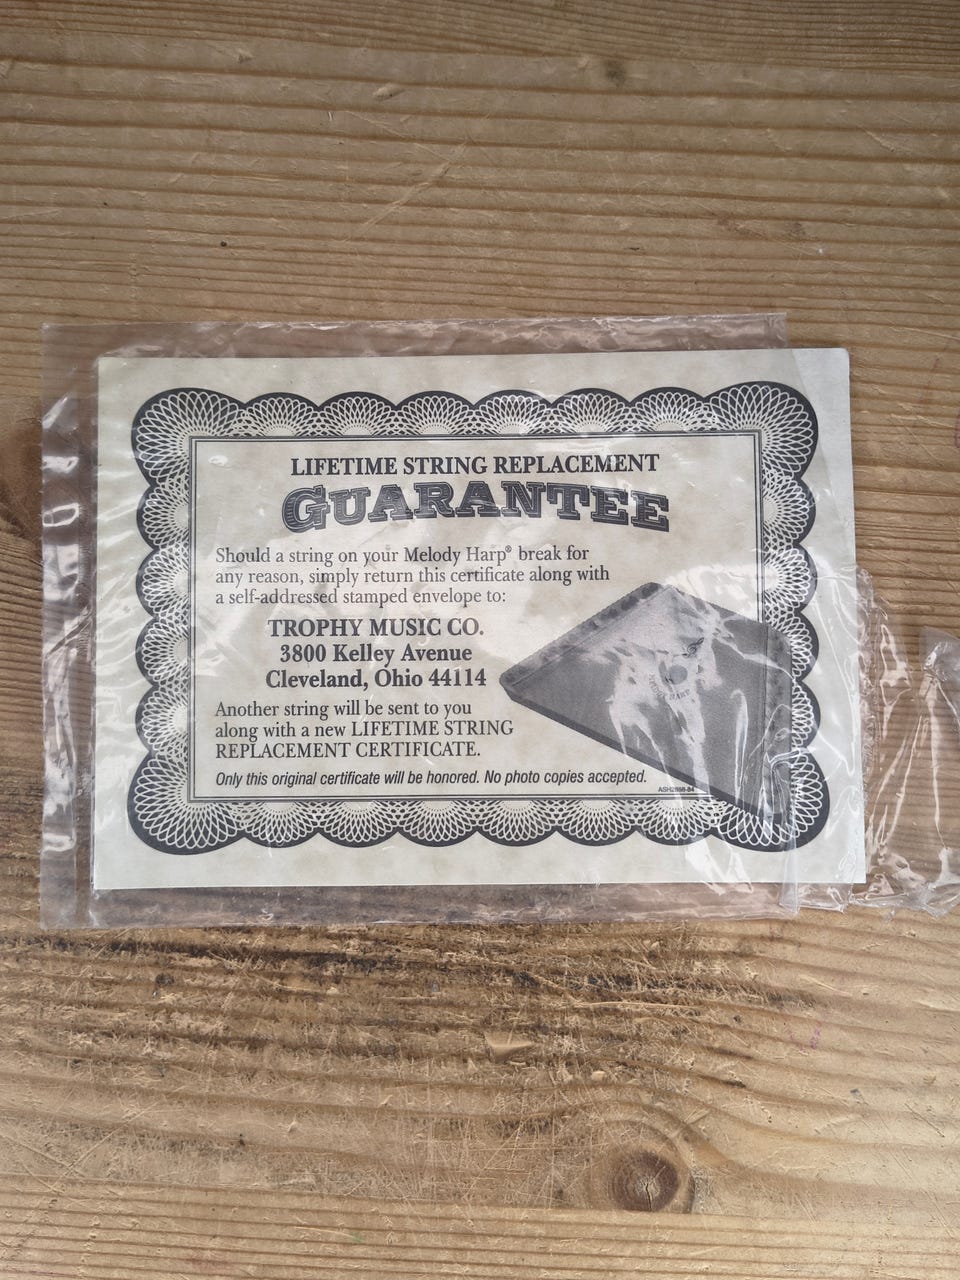 LIFETIME STRING REPLACEMENT
GUARANTEE
Should a string on your Melody Harp® break for
any reason, simply return this certificate along with
a self-addressed stamped envelope to:
TROPHY MUSIC CO.
3800 Kelley Avenue
Cleveland, Ohio 44114
Another string will be sent to you
along with a new LIFETIME STRING
REPLACEMENT CERTIFICATE.
Only this original certificate will be honored. No photo copies accepted.